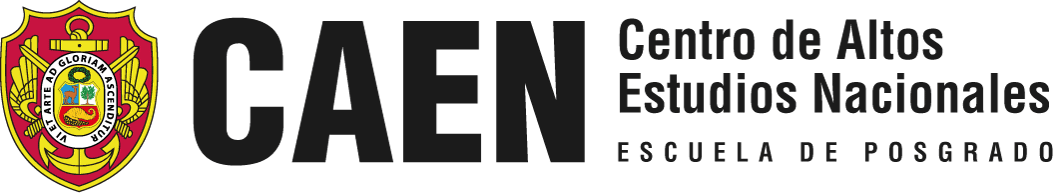 VI ET ARTE AD GLORIAM ASCENDITUR
CAEN
Centro de Altos
Estudios Nacionales
ESCUELA DE POSGRADO